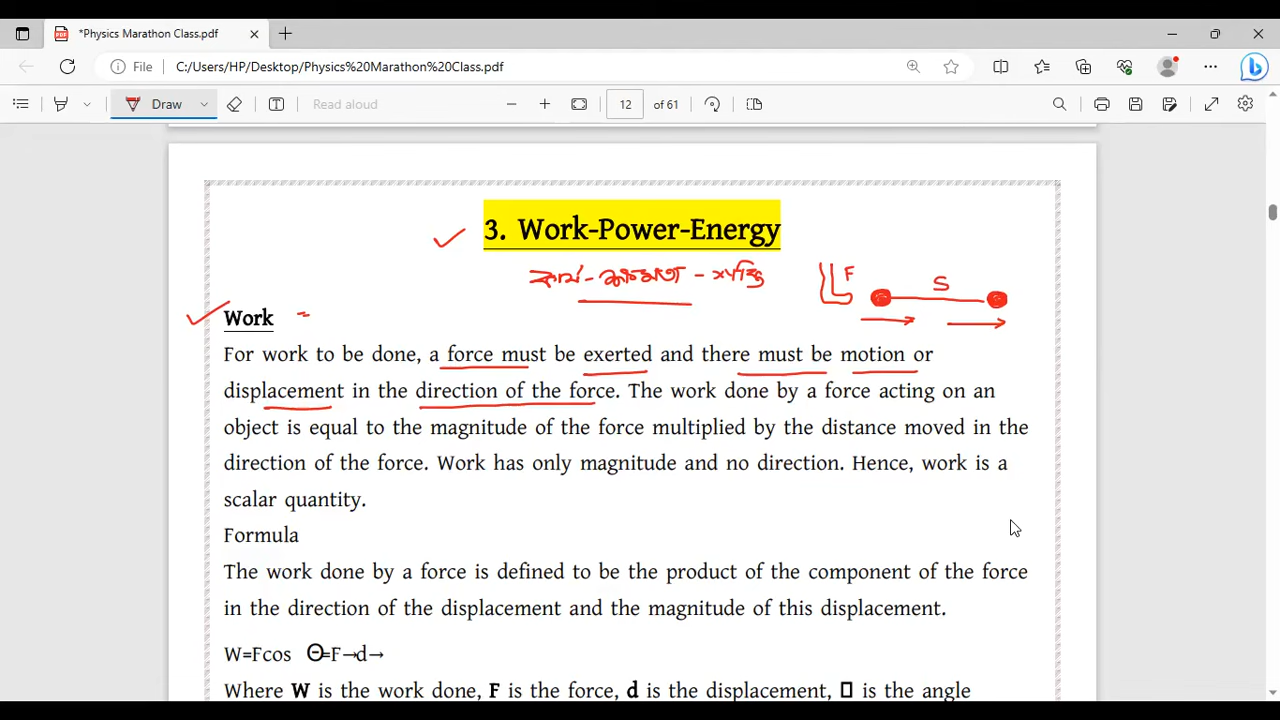 *Physics Marathon Class.pdf
File C:/Users/HP/Desktop/Physics%20Marathon%20Class.pdf
Draw Read aloud 12 of 61
3. Work-Power-Energy
কার্য - ক্ষমতা - শক্তি
F
S
Work
For work to be done, a force must be exerted and there must be motion or
displacement in the direction of the force. The work done by a force acting on an
object is equal to the magnitude of the force multiplied by the distance moved in the
direction of the force. Work has only magnitude and no direction. Hence, work is a
scalar quantity.
Formula
The work done by a force is defined to be the product of the component of the force
in the direction of the displacement and the magnitude of this displacement.
W=Fcos Θ=F→d→
Where W is the work done, F is the force, d is the displacement, is the angle